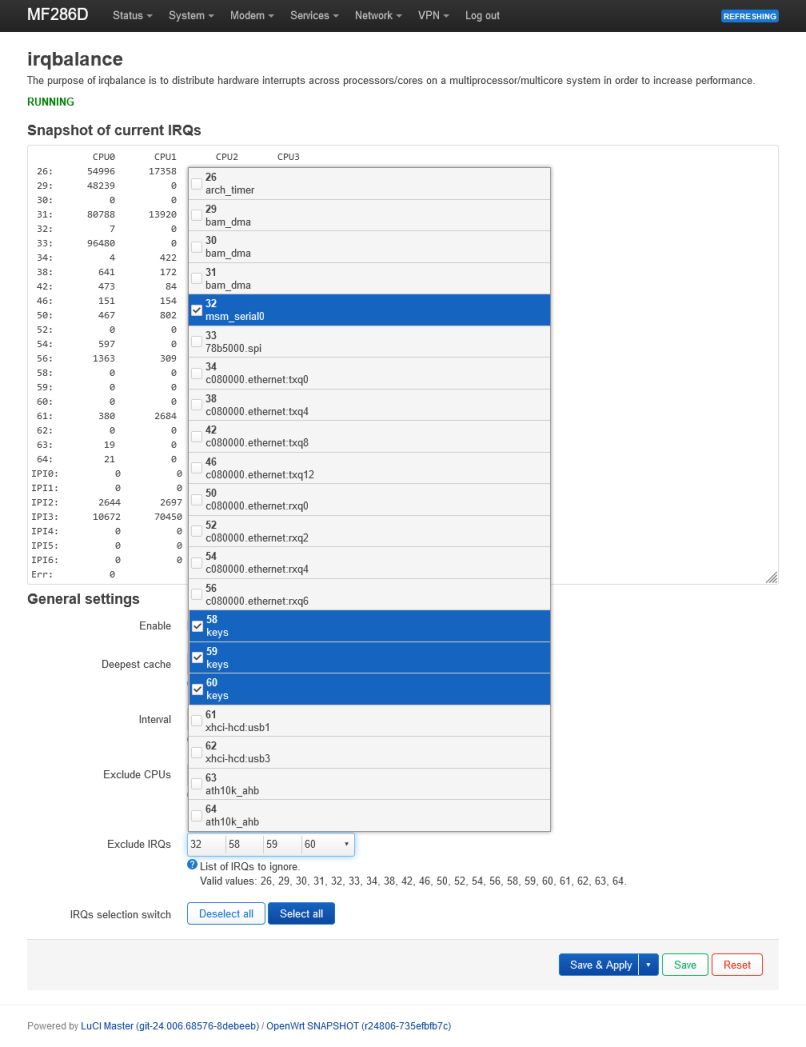 MF286D Status System Modem Services Network VPN Log out REFRESHING
irqbalance
The purpose of irqbalance is to distribute hardware interrupts across processors/cores on a multiprocessor/multicore system in order to increase performance.
RUNNING
Snapshot of current IRQs
CPU0 CPU1 CPU2 CPU3
26: 54996 17358
29: 48239 0
30: 0 0
31: 80788 13920
32: 7 0
33: 96480 0
34: 4 422
38: 641 172
42: 473 84
46: 151 154
50: 467 802
52: 0 0
54: 597 0
56: 1363 309
58: 0 0
59: 0 0
60: 0 0
61: 380 2684
62: 0 0
63: 19 0
64: 21 0
IPI0: 0 0
IPI1: 0 0
IPI2: 2644 2697
IPI3: 10672 70450
IPI4: 0 0
IPI5: 0 0
IPI6: 0 0
Err: 0
26
arch_timer
29
bam_dma
30
bam_dma
31
bam_dma
32
msm_serial0
33
78b5000.spi
34
c080000.ethernet:txq0
38
c080000.ethernet:txq4
42
c080000.ethernet:txq8
46
c080000.ethernet:txq12
50
c080000.ethernet:rxq0
52
c080000.ethernet:rxq2
54
c080000.ethernet:rxq4
56
c080000.ethernet:rxq6
58
keys
59
keys
60
keys
61
xhci-hcd:usb1
62
xhci-hcd:usb3
63
ath10k_ahb
64
ath10k_ahb
General settings
Enable
Deepest cache
Interval
Exclude CPUs
Exclude IRQs 32 58 59 60
List of IRQs to ignore.
Valid values: 26, 29, 30, 31, 32, 33, 34, 38, 42, 46, 50, 52, 54, 56, 58, 59, 60, 61, 62, 63, 64.
IRQs selection switch Deselect all Select all
Save & Apply Save Reset
Powered by LuCI Master (git-24.006.68576-8debeeb) / OpenWrt SNAPSHOT (r24806-735efbfb7c)